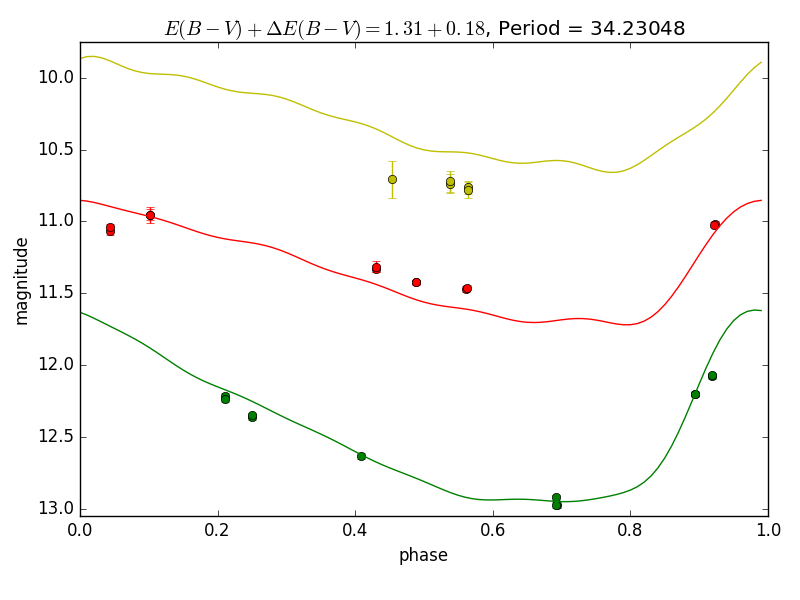 E(B − V) + ΔE(B − V) = 1.31 + 0.18, Period = 34.23048
10.0
10.5
11.0
11.5
12.0
12.5
13.0
magnitude
0.0 0.2 0.4 0.6 0.8 1.0
phase